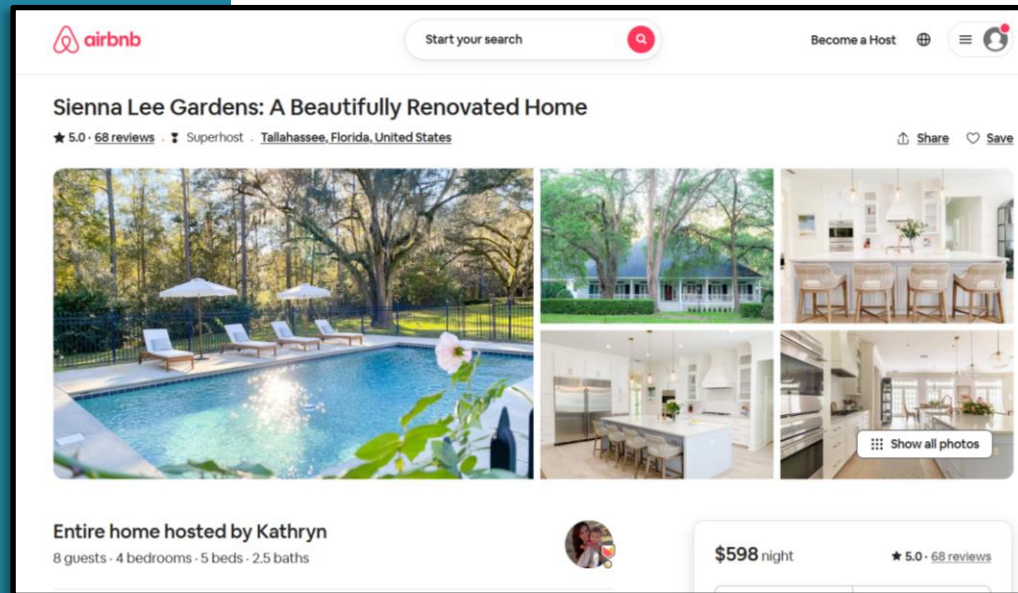 airbnb
Start your search
Become a Host
Sienna Lee Gardens: A Beautifully Renovated Home
★ 5.0 · 68 reviews · Superhost · Tallahassee, Florida, United States
Share Save
Show all photos
Entire home hosted by Kathryn
8 guests · 4 bedrooms · 5 beds · 2.5 baths
$598 night
★ 5.0 · 68 reviews